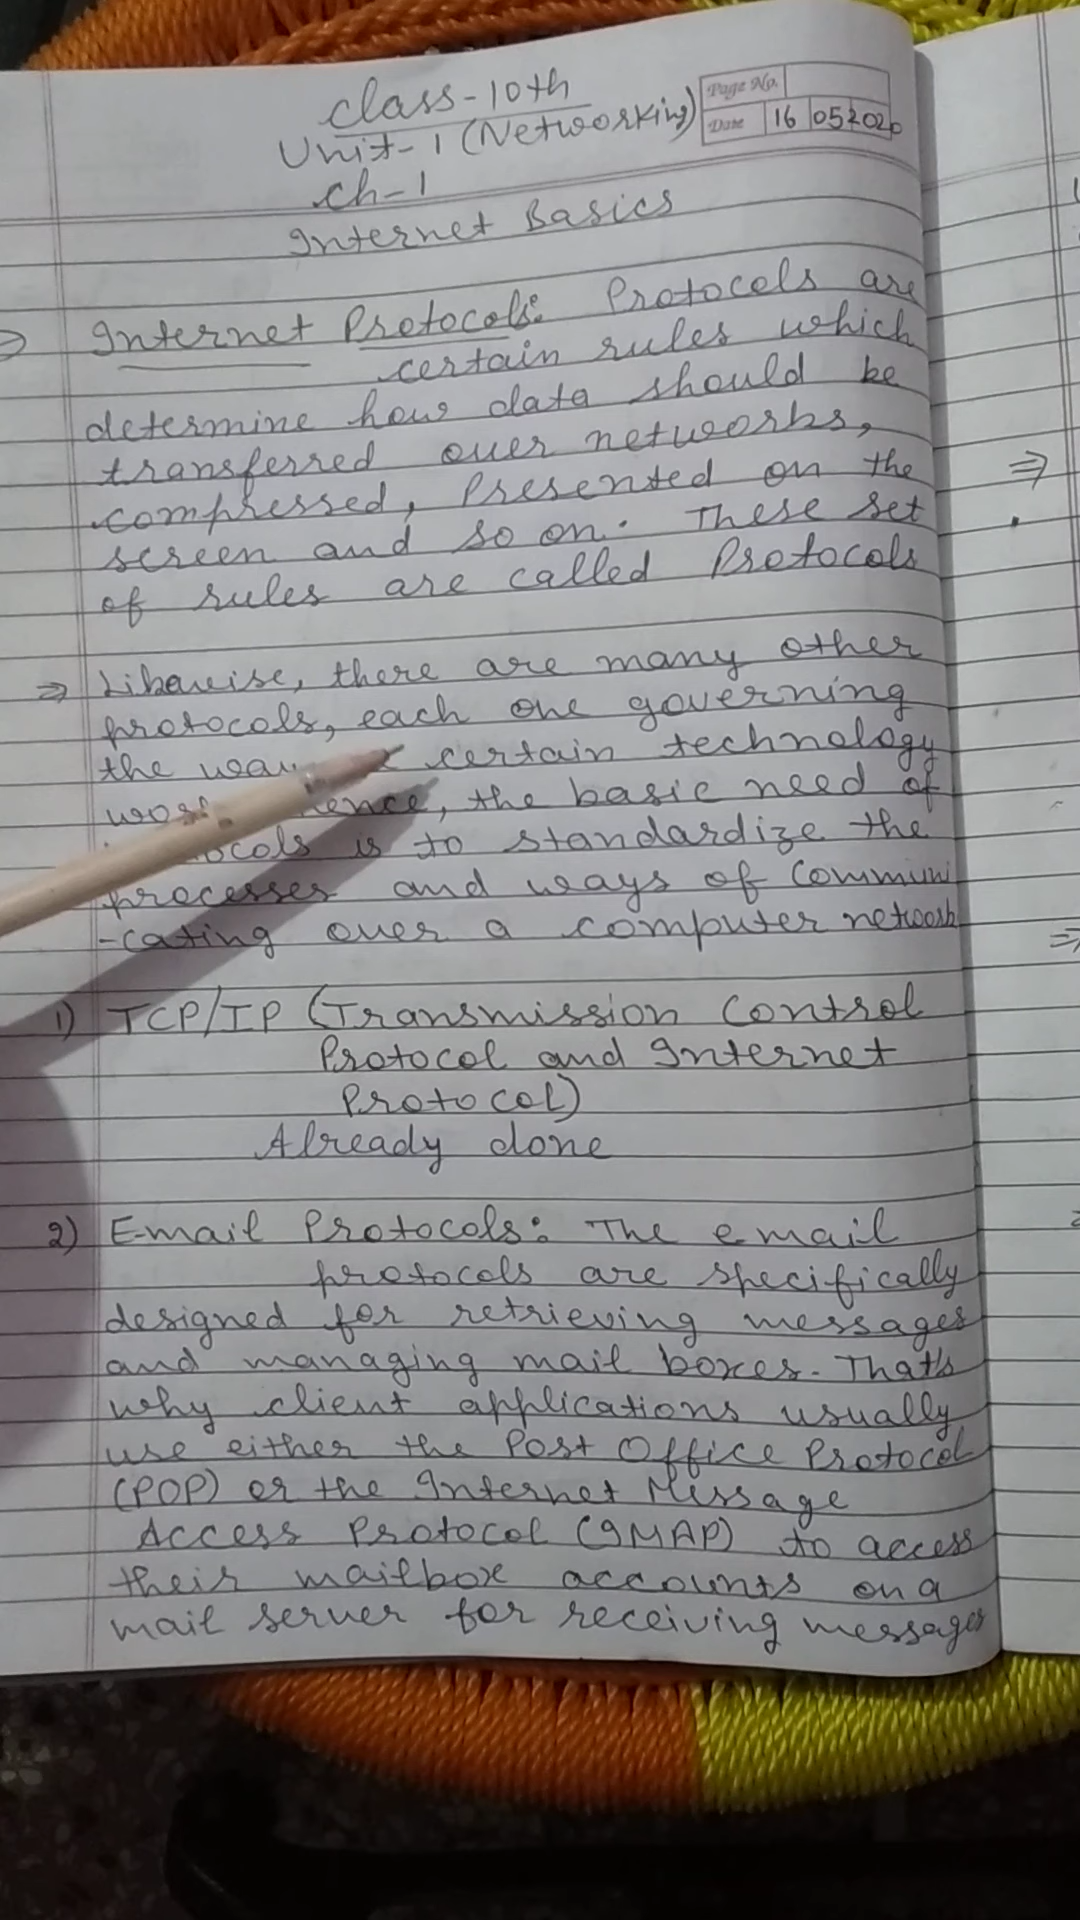 Class-10th
Unit-1 (Networking)
Page No.
Date 16 05 2020
Ch-1
Internet Basics
⇒ Internet Protocols: Protocols are
certain rules which
determine how data should be
transferred over networks,
compressed, Presented on the
screen and so on. These set
of rules are called Protocols
⇒ Likewise, there are many other
protocols, each one governing
the way certain technology
the basic need of
is to standardize the
processes and ways of Communi
-cating over a computer network
1) TCP/IP (Transmission Control
Protocol and Internet
Protocol)
Already done
2) E-mail Protocols: The email
protocols are specifically
designed for retrieving messages
and managing mail boxes. That's
why client applications usually
use either the Post Office Protocol
(POP) or the Internet Message
Access Protocol (IMAP) to access
their mailbox accounts on a
mail server for receiving messages